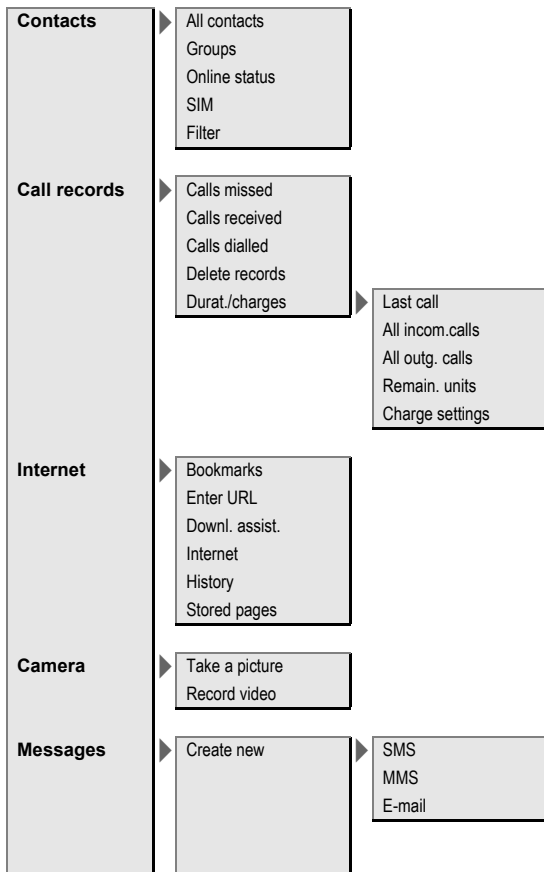 Contacts
All contacts
Groups
Online status
SIM
Filter
Call records
Calls missed
Calls received
Calls dialled
Delete records
Durat./charges
Last call
All incom.calls
All outg. calls
Remain. units
Charge settings
Internet
Bookmarks
Enter URL
Downl. assist.
Internet
History
Stored pages
Camera
Take a picture
Record video
Messages
Create new
SMS
MMS
E-mail